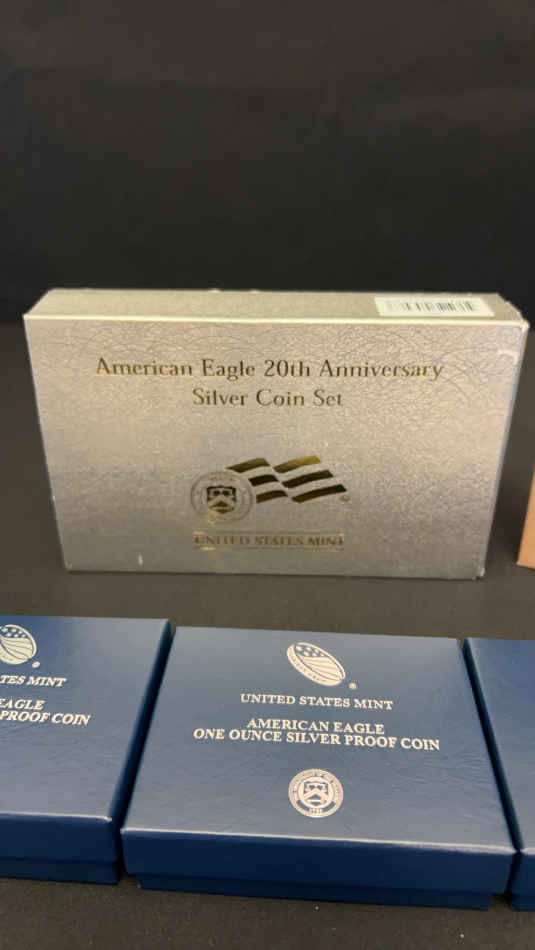 American Eagle 20th Anniversary
Silver Coin Set
UNITED STATES MINT
TES MINT
EAGLE
PROOF COIN
UNITED STATES MINT
AMERICAN EAGLE
ONE OUNCE SILVER PROOF COIN